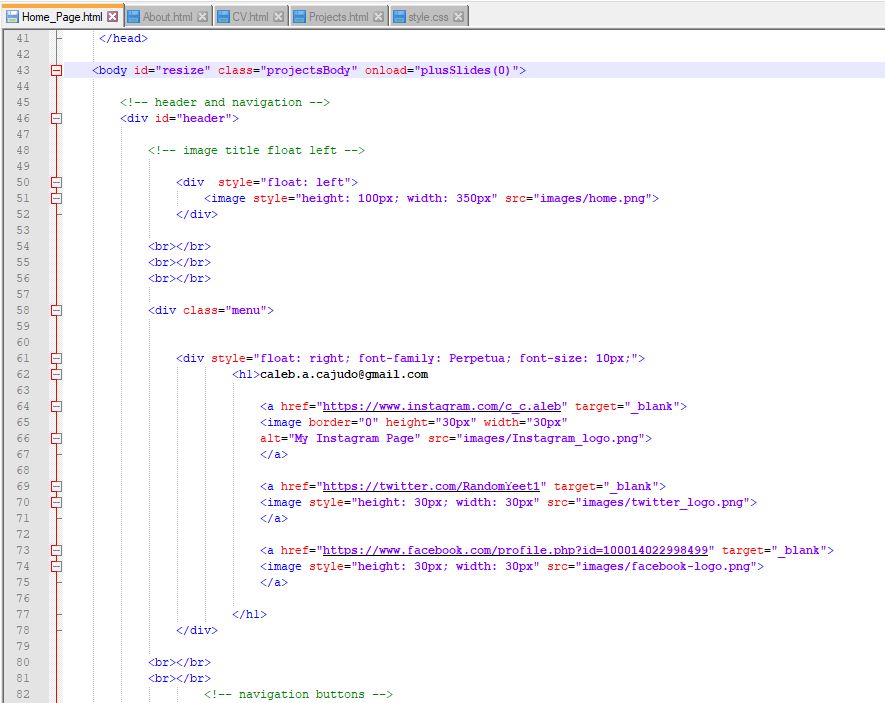 Home_Page.html About.html CV.html Projects.html style.css
41 </head>
42
43 <body id="resize" class="projectsBody" onload="plusSlides(0)">
44
45 <!-- header and navigation -->
46 <div id="header">
47
48 <!-- image title float left -->
49
50 <div  style="float: left">
51 <image style="height: 100px; width: 350px" src="images/home.png">
52 </div>
53
54 <br></br>
55 <br></br>
56 <br></br>
57
58 <div class="menu">
59
60
61 <div style="float: right; font-family: Perpetua; font-size: 10px;">
62 <h1>caleb.a.cajudo@gmail.com
63
64 <a href="https://www.instagram.com/c_c.aleb" target="_blank">
65 <image border="0" height="30px" width="30px"
66 alt="My Instagram Page" src="images/Instagram_logo.png">
67 </a>
68
69 <a href="https://twitter.com/RandomYeet1" target="_blank">
70 <image style="height: 30px; width: 30px" src="images/twitter_logo.png">
71 </a>
72
73 <a href="https://www.facebook.com/profile.php?id=100014022998499" target="_blank">
74 <image style="height: 30px; width: 30px" src="images/facebook-logo.png">
75 </a>
76
77 </h1>
78 </div>
79
80 <br></br>
81 <br></br>
82 <!-- navigation buttons -->